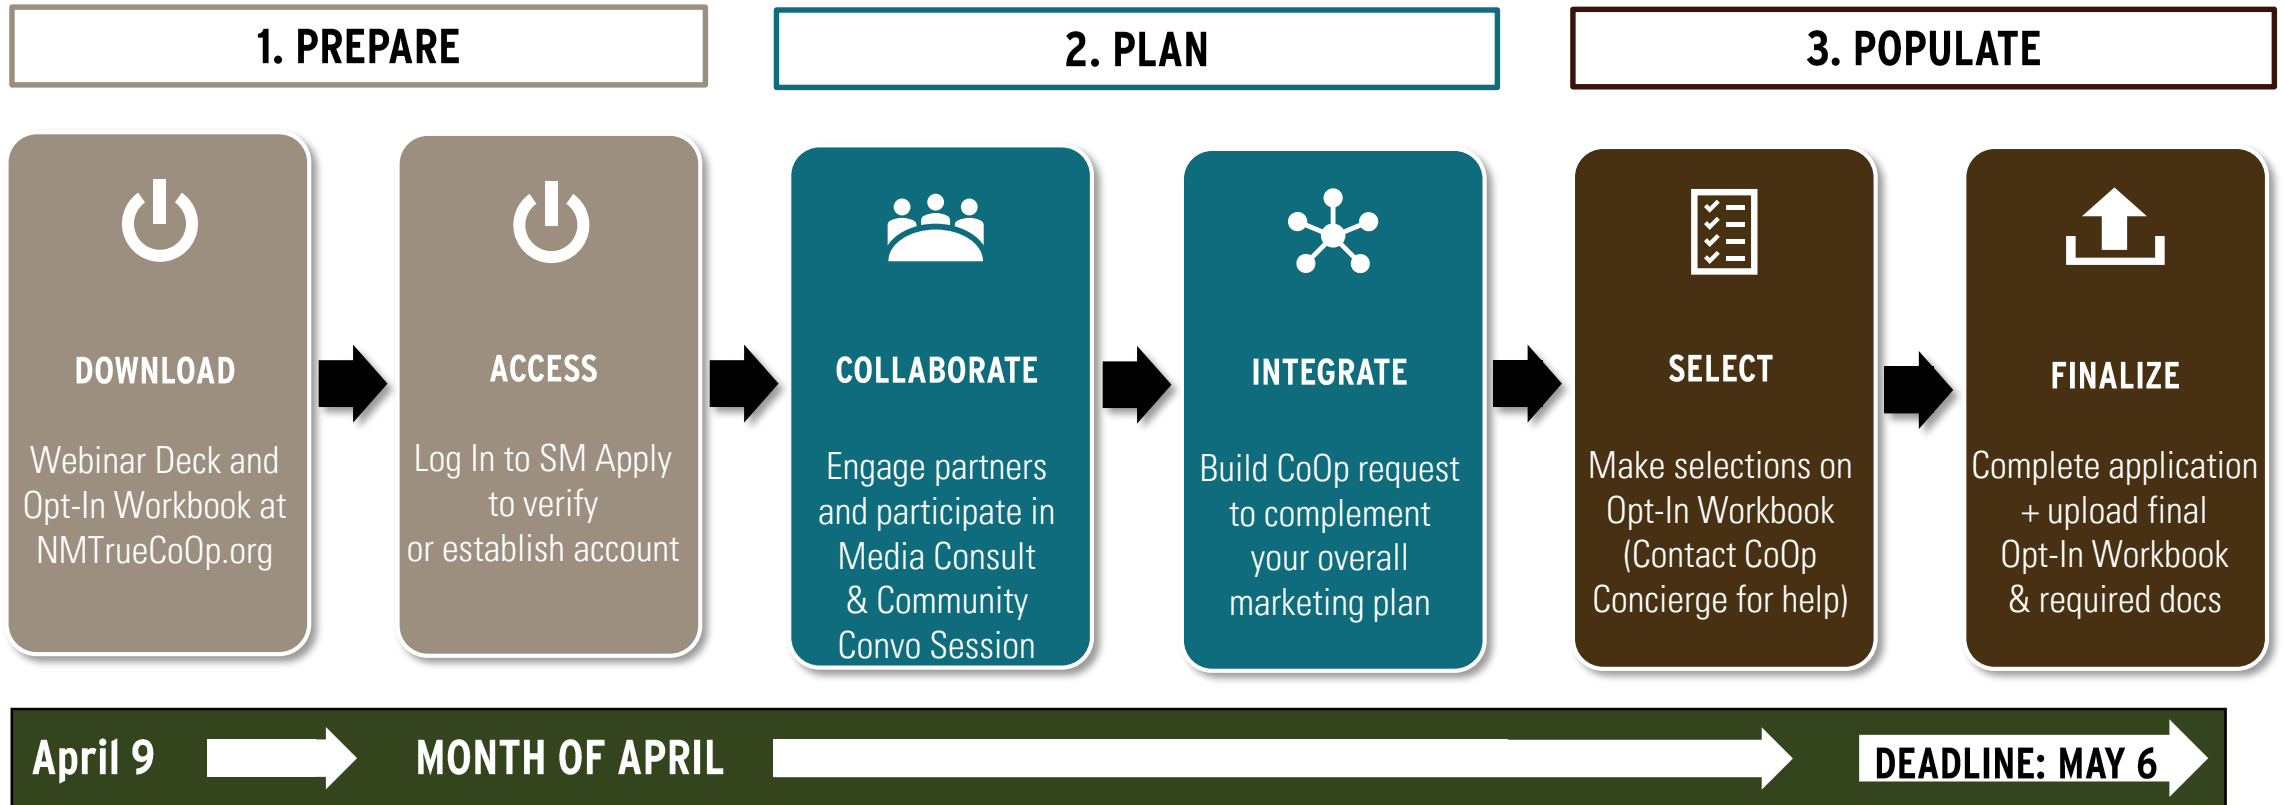 1. PREPARE
2. PLAN
3. POPULATE
DOWNLOAD
Webinar Deck and
Opt-In Workbook at
NMTrueCoOp.org
ACCESS
Log In to SM Apply
to verify
or establish account
COLLABORATE
Engage partners
and participate in
Media Consult
& Community
Convo Session
INTEGRATE
Build CoOp request
to complement
your overall
marketing plan
SELECT
Make selections on
Opt-In Workbook
(Contact CoOp
Concierge for help)
FINALIZE
Complete application
+ upload final
Opt-In Workbook
& required docs
April 9
MONTH OF APRIL
DEADLINE: MAY 6